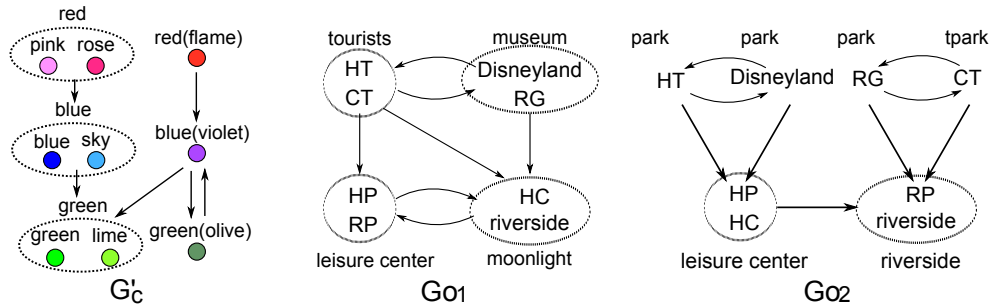 red
pink rose
red(flame)
blue
blue sky
blue(violet)
green
green lime
green(olive)
G'c
tourists
museum
HT
CT
Disneyland
RG
HP
RP
HC
riverside
leisure center
moonlight
Go1
park park park tpark
HT Disneyland RG CT
HP
HC
RP
riverside
leisure center
riverside
Go2